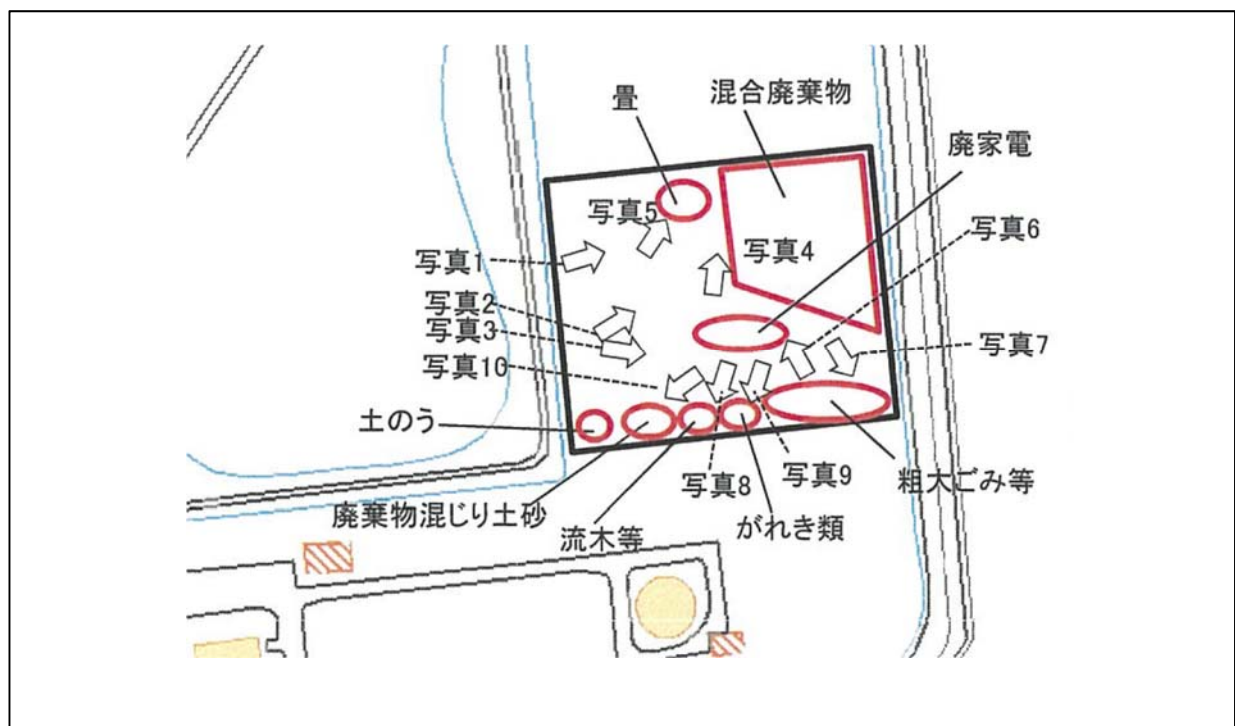 混合廃棄物
畳
廃家電
写真5
写真6
写真4
写真1
写真2
写真3
写真7
写真10
土のう
写真9
粗大ごみ等
写真8
廃棄物混じり土砂
がれき類
流木等